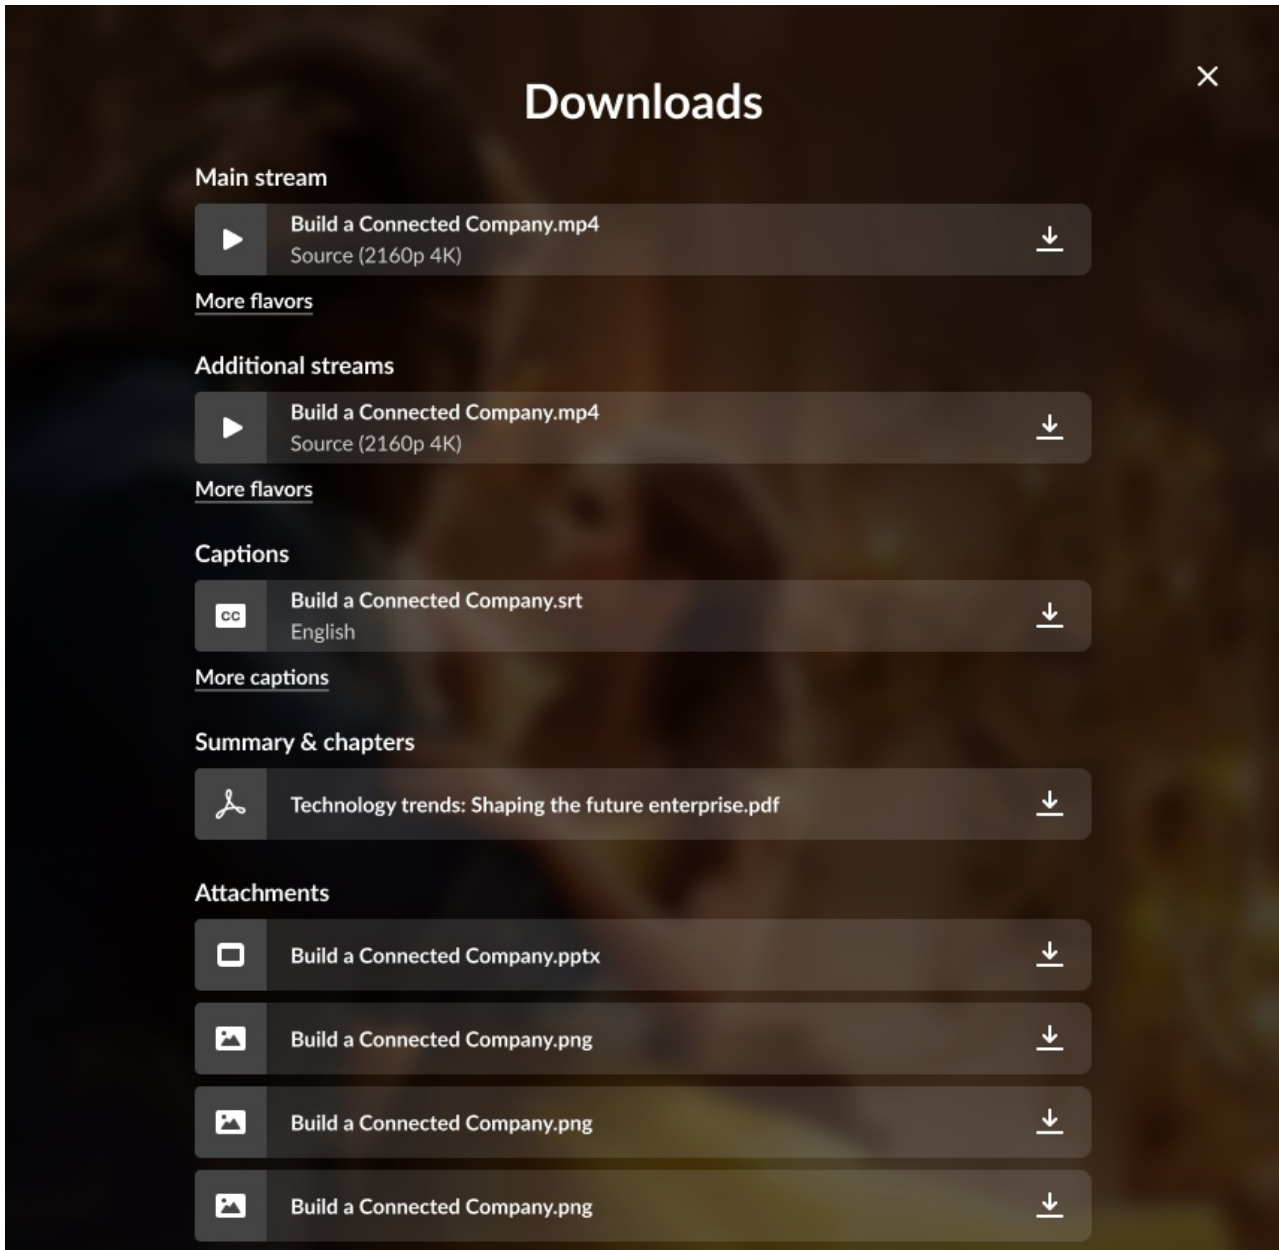 Downloads
Main stream
Build a Connected Company.mp4
Source (2160p 4K)
More flavors
Additional streams
Build a Connected Company.mp4
Source (2160p 4K)
More flavors
Captions
CC
Build a Connected Company.srt
English
More captions
Summary & chapters
Technology trends: Shaping the future enterprise.pdf
Attachments
Build a Connected Company.pptx
Build a Connected Company.png
Build a Connected Company.png
Build a Connected Company.png